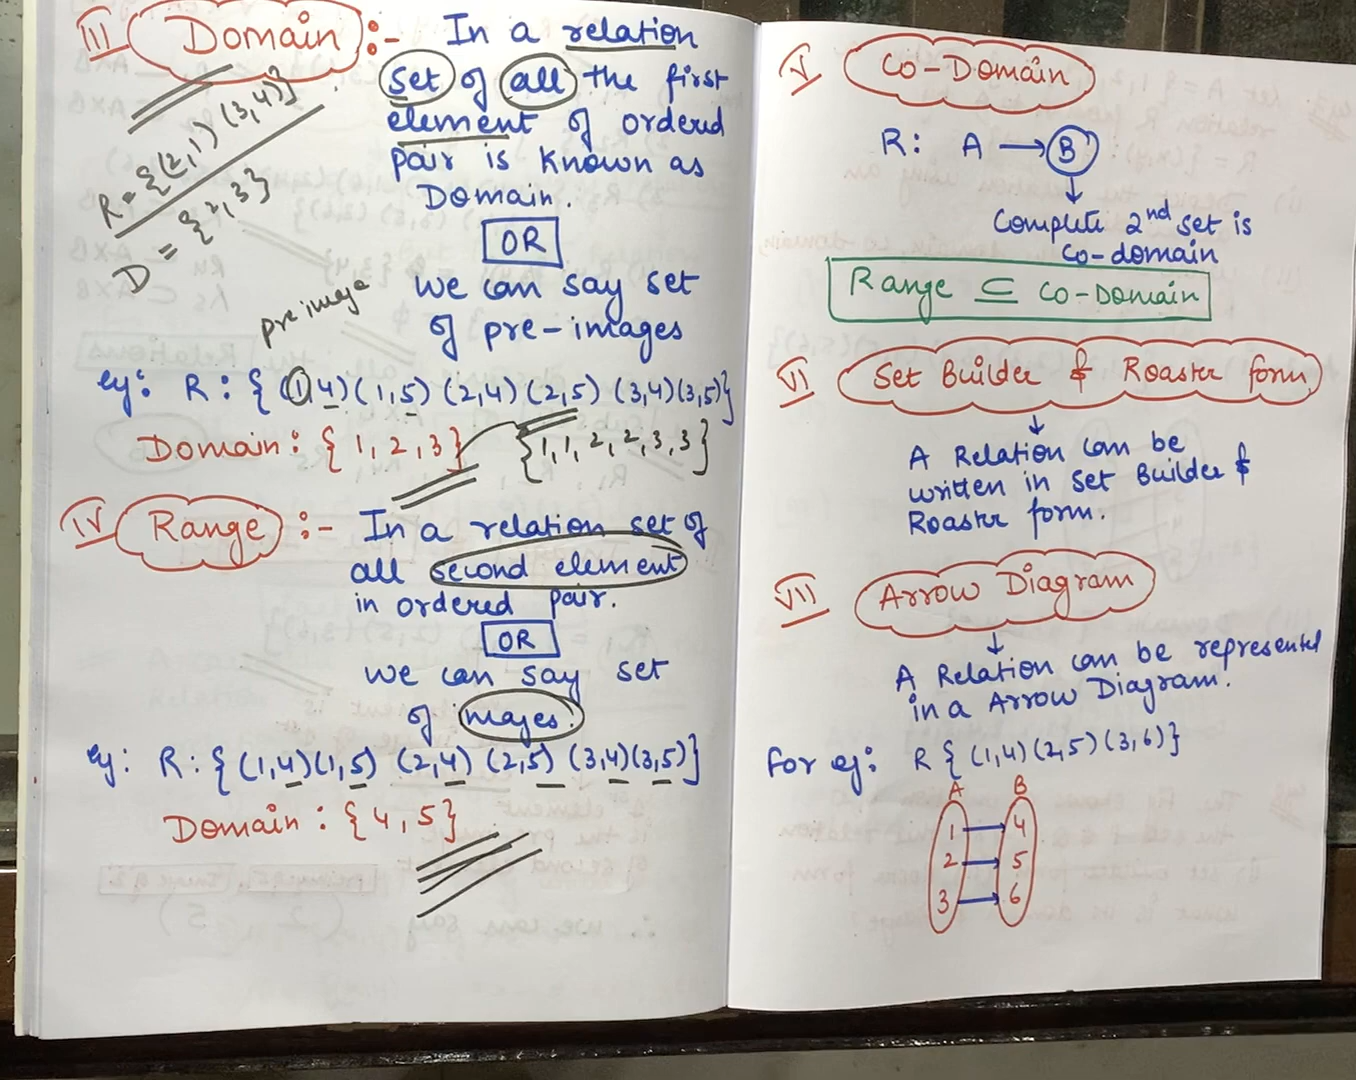 III Domain :- In a relation
set of all the first
element of ordered
pair is known as
Domain.
R = {(2,1) (3,4)}
D = {2,3}
OR
pre image
we can say set
of pre-images
eg: R : { (1,4) (1,5) (2,4) (2,5) (3,4) (3,5)}
Domain : { 1, 2, 3} {1,1,2,2,3,3}
IV Range :- In a relation set of
all second element
in ordered pair.
OR
we can say set
of images.
eg: R : { (1,4) (1,5) (2,4) (2,5) (3,4) (3,5)}
Domain : {4,5}
V Co-Domain
R: A → B
↓
Complete 2nd set is
Co-domain
Range ⊆ Co-Domain
VI Set Builder & Roaster form
↓
A Relation can be
written in Set Builder &
Roaster form.
VII Arrow Diagram
↓
A Relation can be represented
in a Arrow Diagram.
For eg: R { (1,4) (2,5) (3,6)}
A B
1 → 4
2 → 5
3 → 6